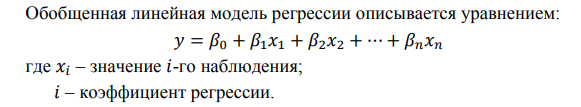 Обобщенная линейная модель регрессии описывается уравнением:
𝑦 = 𝛽₀ + 𝛽₁𝑥₁ + 𝛽₂𝑥₂ + ⋯ + 𝛽ₙ𝑥ₙ
где 𝑥ᵢ – значение 𝑖-го наблюдения;
𝑖 – коэффициент регрессии.